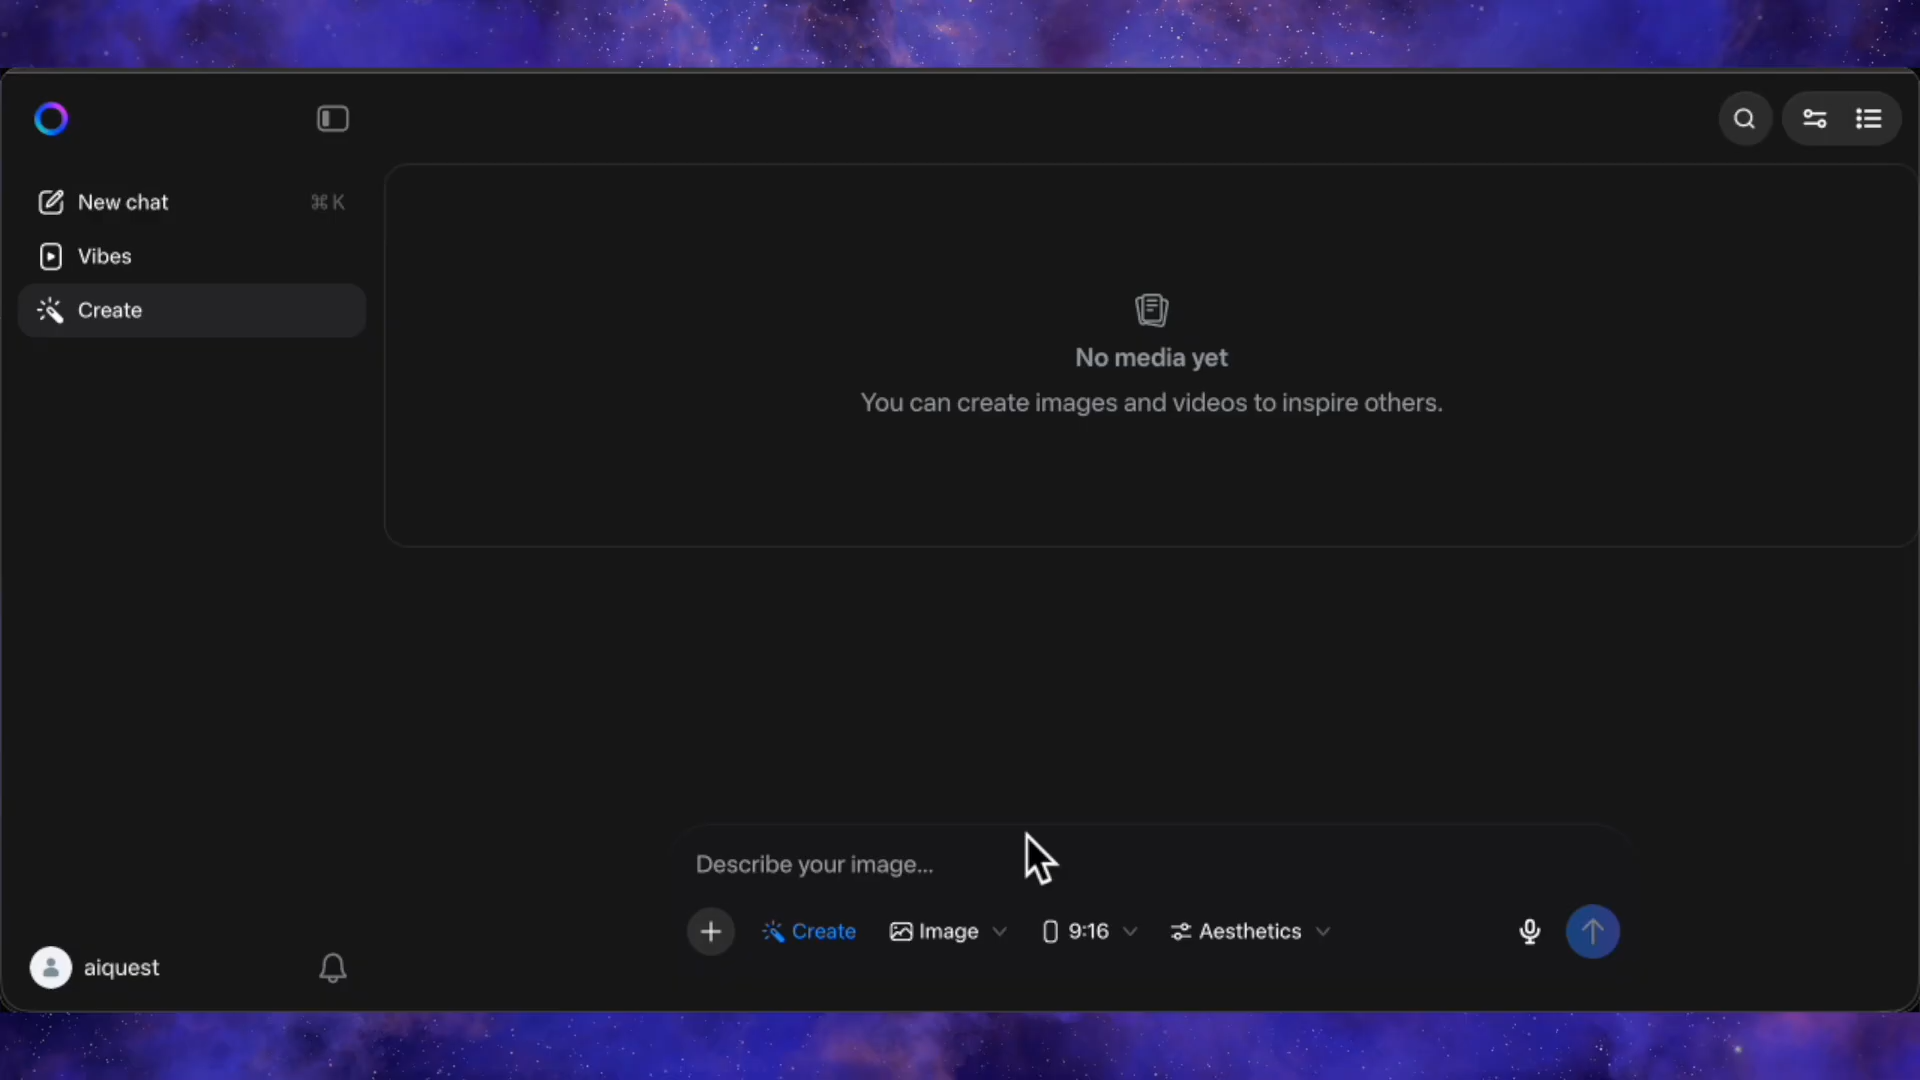 New chat
⌘ K
Vibes
Create
No media yet
You can create images and videos to inspire others.
Describe your image...
Create
Image
9:16
Aesthetics
aiquest